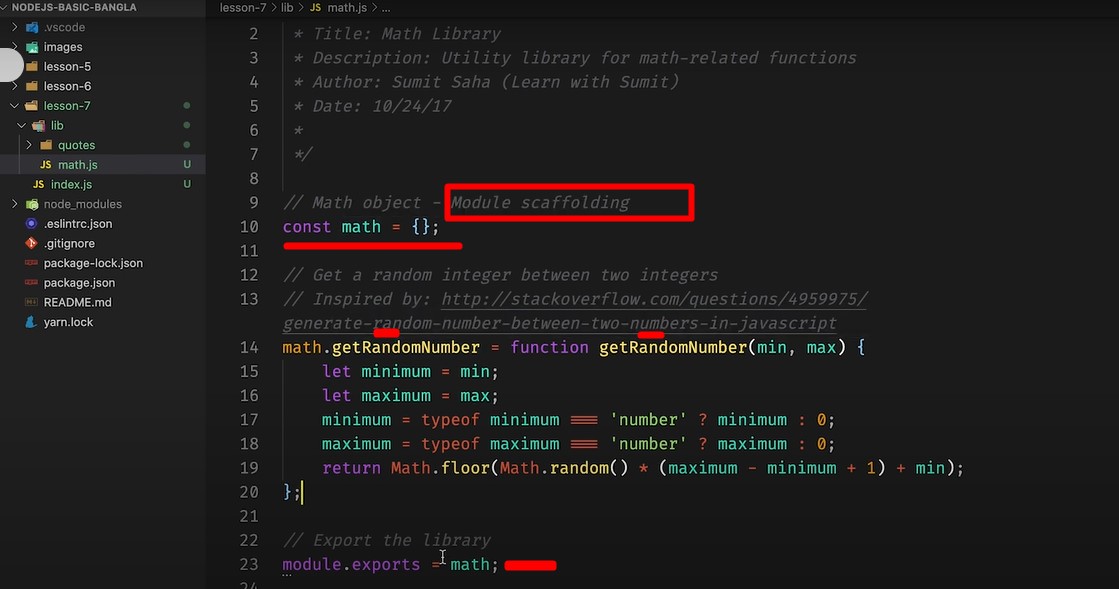 NODEJS-BASIC-BANGLA
.vscode
images
lesson-5
lesson-6
lesson-7
lib
quotes
JS math.js U
JS index.js U
node_modules
.eslintrc.json
.gitignore
package-lock.json
package.json
README.md
yarn.lock
lesson-7 > lib > JS math.js > ...
2 * Title: Math Library
3 * Description: Utility library for math-related functions
4 * Author: Sumit Saha (Learn with Sumit)
5 * Date: 10/24/17
6 *
7 */
8
9 // Math object - Module scaffolding
10 const math = {};
11
12 // Get a random integer between two integers
13 // Inspired by: http://stackoverflow.com/questions/4959975/
generate-random-number-between-two-numbers-in-javascript
14 math.getRandomNumber = function getRandomNumber(min, max) {
15 let minimum = min;
16 let maximum = max;
17 minimum = typeof minimum === 'number' ? minimum : 0;
18 maximum = typeof maximum === 'number' ? maximum : 0;
19 return Math.floor(Math.random() * (maximum - minimum + 1) + min);
20 };
21
22 // Export the library
23 module.exports = math;
24